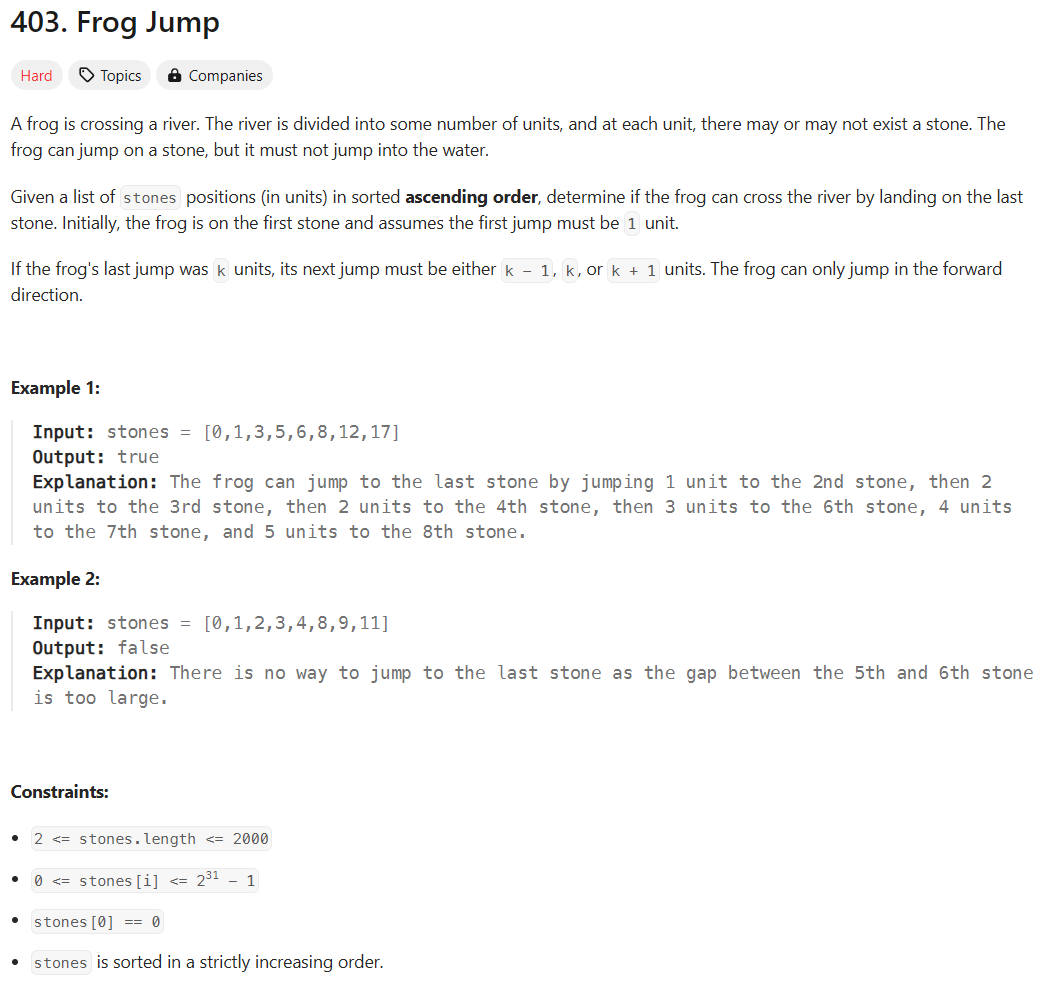 403. Frog Jump
Hard Topics Companies
A frog is crossing a river. The river is divided into some number of units, and at each unit, there may or may not exist a stone. The
frog can jump on a stone, but it must not jump into the water.
Given a list of stones positions (in units) in sorted ascending order, determine if the frog can cross the river by landing on the last
stone. Initially, the frog is on the first stone and assumes the first jump must be 1 unit.
If the frog's last jump was k units, its next jump must be either k - 1, k, or k + 1 units. The frog can only jump in the forward
direction.
Example 1:
Input: stones = [0,1,3,5,6,8,12,17]
Output: true
Explanation: The frog can jump to the last stone by jumping 1 unit to the 2nd stone, then 2
units to the 3rd stone, then 2 units to the 4th stone, then 3 units to the 6th stone, 4 units
to the 7th stone, and 5 units to the 8th stone.
Example 2:
Input: stones = [0,1,2,3,4,8,9,11]
Output: false
Explanation: There is no way to jump to the last stone as the gap between the 5th and 6th stone
is too large.
Constraints:
• 2 <= stones.length <= 2000
• 0 <= stones[i] <= 2³¹ - 1
• stones[0] == 0
• stones is sorted in a strictly increasing order.